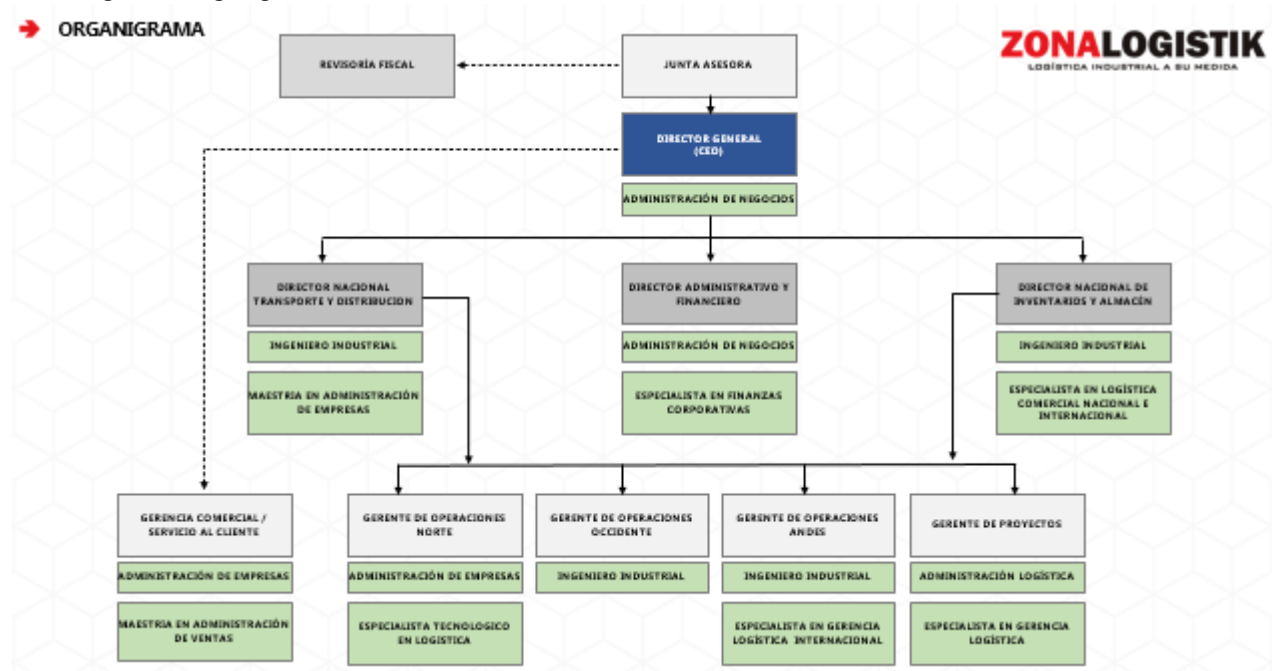 ORGANIGRAMA
ZONALOGISTIK
LOGÍSTICA INDUSTRIAL A SU MEDIDA
REVISORÍA FISCAL
JUNTA ASESORA
DIRECTOR GENERAL
(CEO)
ADMINISTRACIÓN DE NEGOCIOS
DIRECTOR NACIONAL
TRANSPORTE Y DISTRIBUCION
INGENIERO INDUSTRIAL
MAESTRIA EN ADMINISTRACIÓN
DE EMPRESAS
DIRECTOR ADMINISTRATIVO Y
FINANCIERO
ADMINISTRACIÓN DE NEGOCIOS
ESPECIALISTA EN FINANZAS
CORPORATIVAS
DIRECTOR NACIONAL DE
INVENTARIOS Y ALMACÉN
INGENIERO INDUSTRIAL
ESPECIALISTA EN LOGÍSTICA
COMERCIAL NACIONAL E
INTERNACIONAL
GERENCIA COMERCIAL /
SERVICIO AL CLIENTE
ADMINISTRACIÓN DE EMPRESAS
MAESTRIA EN ADMINISTRACIÓN
DE VENTAS
GERENTE DE OPERACIONES
NORTE
ADMINISTRACIÓN DE EMPRESAS
ESPECIALISTA TECNOLOGICO
EN LOGISTICA
GERENTE DE OPERACIONES
OCCIDENTE
INGENIERO INDUSTRIAL
GERENTE DE OPERACIONES
ANDES
INGENIERO INDUSTRIAL
ESPECIALISTA EN GERENCIA
LOGÍSTICA INTERNACIONAL
GERENTE DE PROYECTOS
ADMINISTRACIÓN LOGÍSTICA
ESPECIALISTA EN GERENCIA
LOGÍSTICA